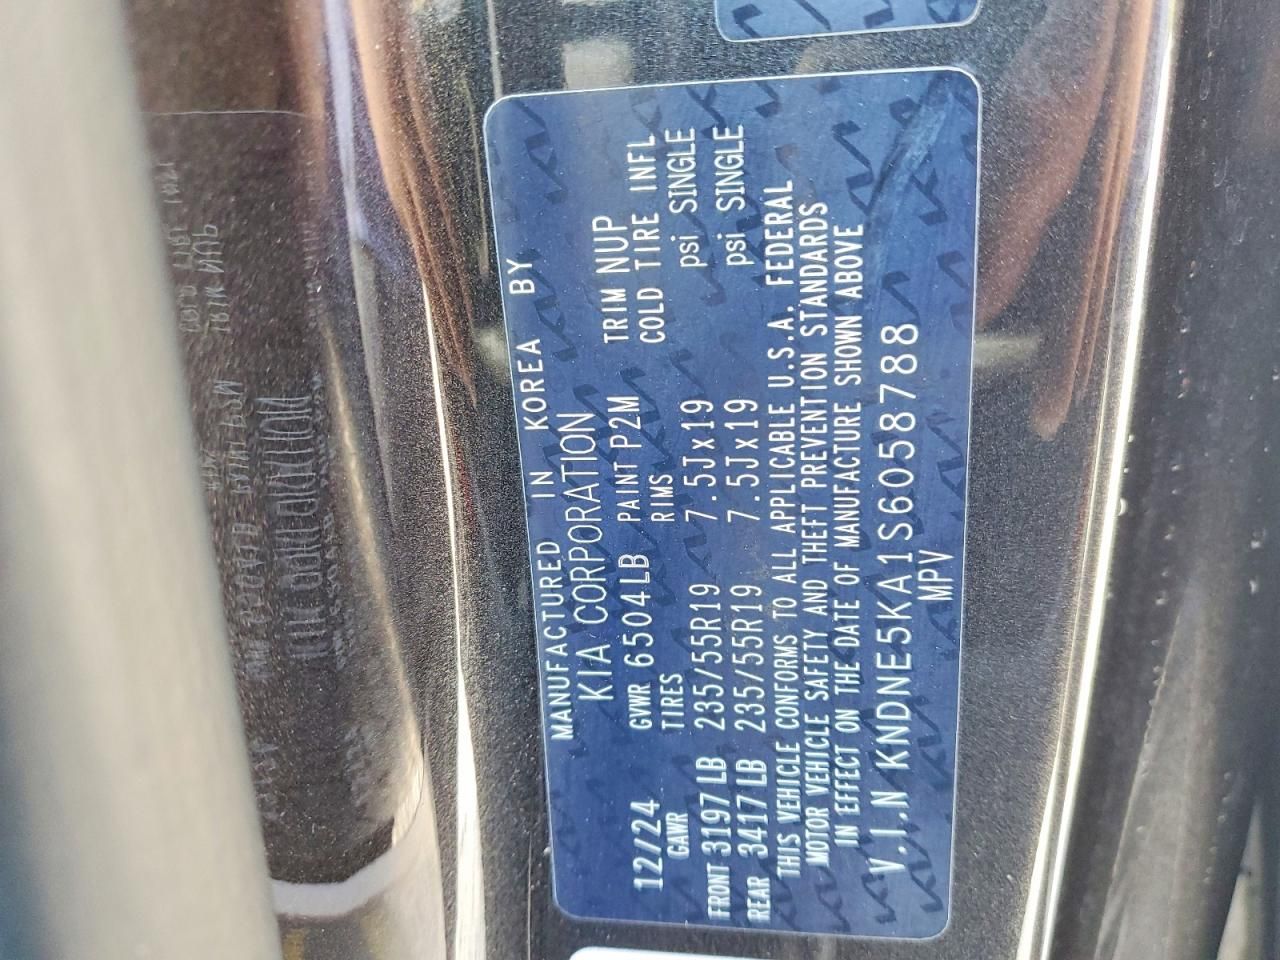 MANUFACTURED IN KOREA BY
KIA CORPORATION
12/24 GVWR 6504LB PAINT P2M TRIM NUP
GAWR TIRES RIMS COLD TIRE INFL
FRONT 3197LB 235/55R19 7.5Jx19 psi SINGLE
REAR 3417LB 235/55R19 7.5Jx19 psi SINGLE
THIS VEHICLE CONFORMS TO ALL APPLICABLE U.S.A. FEDERAL
MOTOR VEHICLE SAFETY AND THEFT PREVENTION STANDARDS
IN EFFECT ON THE DATE OF MANUFACTURE SHOWN ABOVE
V.I.N KNDNE5KA1S6058788
MPV